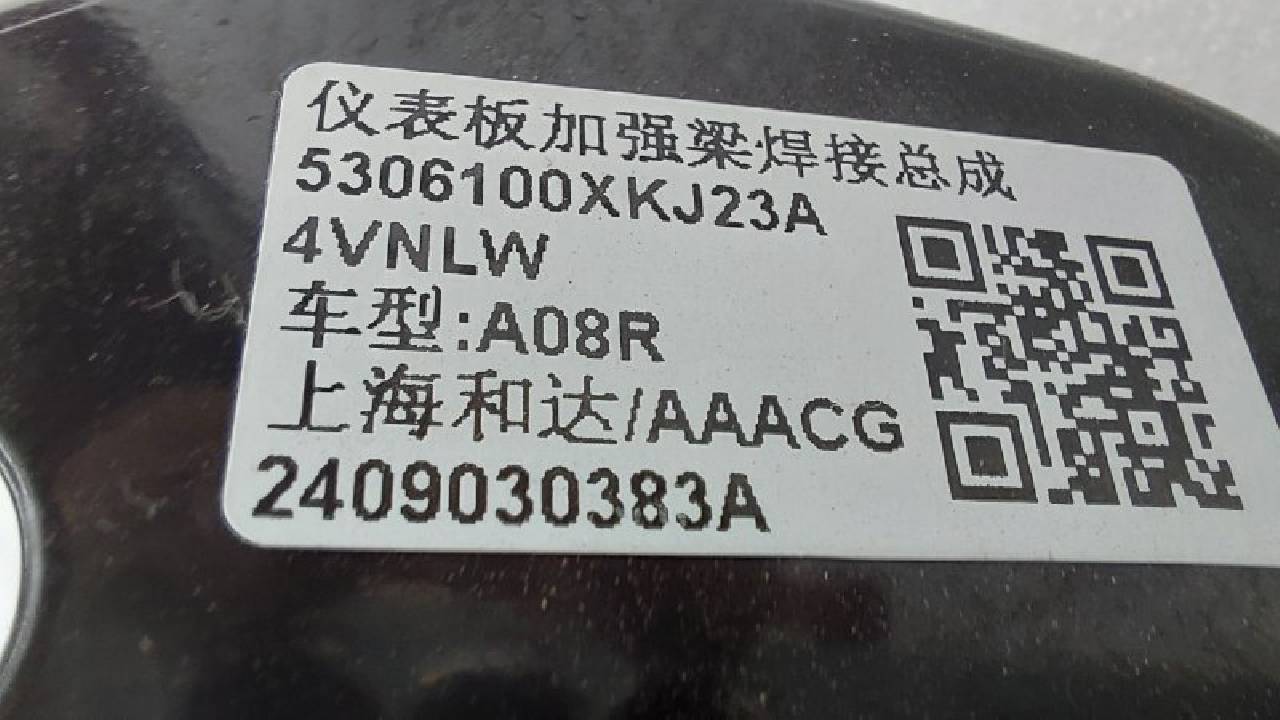 仪表板加强梁焊接总成
5306100XKJ23A
4VNLW
车型:A08R
上海和达/AAACG
2409030383A